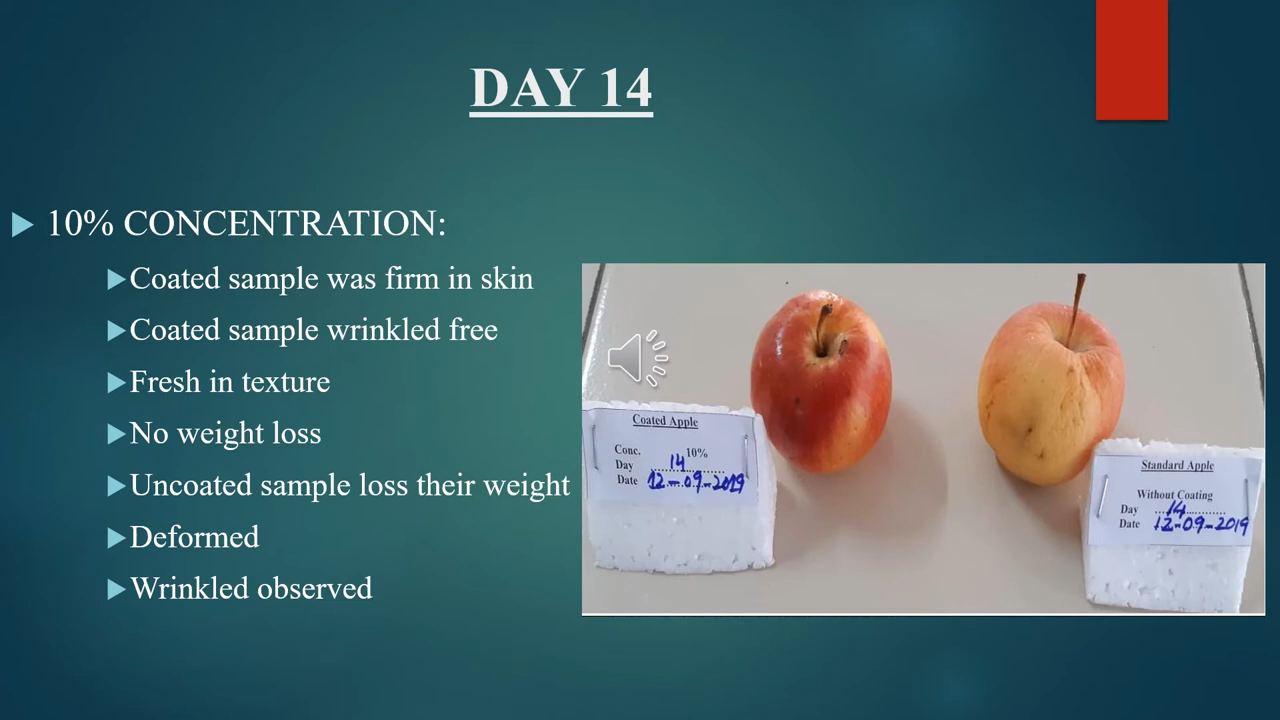 DAY 14
10% CONCENTRATION:
Coated sample was firm in skin
Coated sample wrinkled free
Fresh in texture
No weight loss
Uncoated sample loss their weight
Deformed
Wrinkled observed
Coated Apple
Conc. 10%
Day 14
Date 12-09-2019
Standard Apple
Without Coating
Day 14
Date 12-09-2019